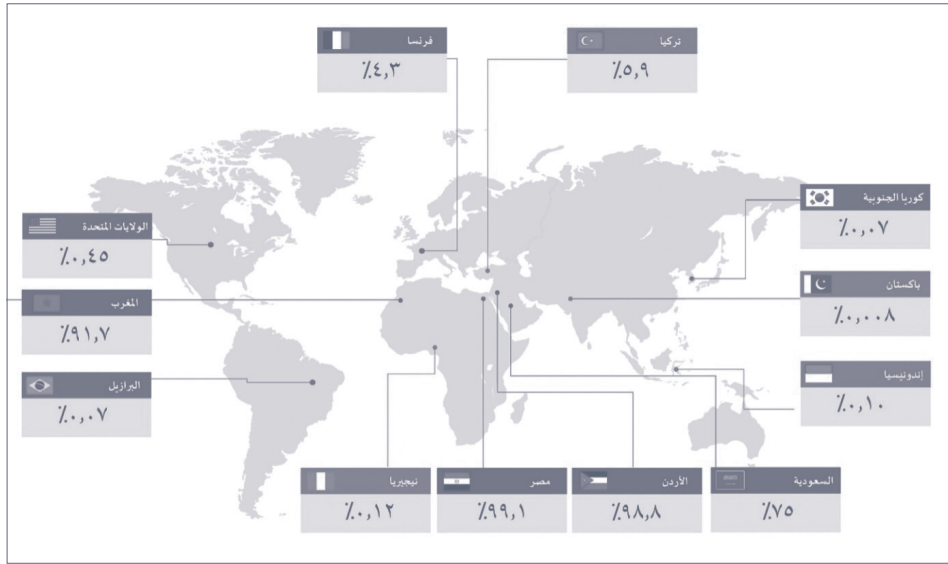 فرنسا
٪٤,٣
تركيا
٪٥,٩
كوريا الجنوبية
٪٠,٠٧
الولايات المتحدة
٪٠,٤٥
باكستان
٪٠,٠٠٨
المغرب
٪٩١,٧
إندونيسيا
٪٠,١٠
البرازيل
٪٠,٠٧
السعودية
٪٧٥
الأردن
٪٩٨,٨
مصر
٪٩٩,١
نيجيريا
٪٠,١٢